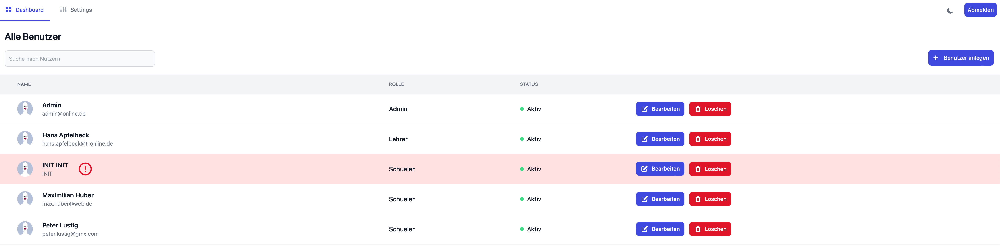 Dashboard Settings Abmelden
Alle Benutzer
Suche nach Nutzern
Benutzer anlegen
NAME ROLLE STATUS
Admin
admin@online.de
Admin Aktiv Bearbeiten Löschen
Hans Apfelbeck
hans.apfelbeck@t-online.de
Lehrer Aktiv Bearbeiten Löschen
INIT INIT
INIT
Schueler Aktiv Bearbeiten Löschen
Maximilian Huber
max.huber@web.de
Schueler Aktiv Bearbeiten Löschen
Peter Lustig
peter.lustig@gmx.com
Schueler Aktiv Bearbeiten Löschen